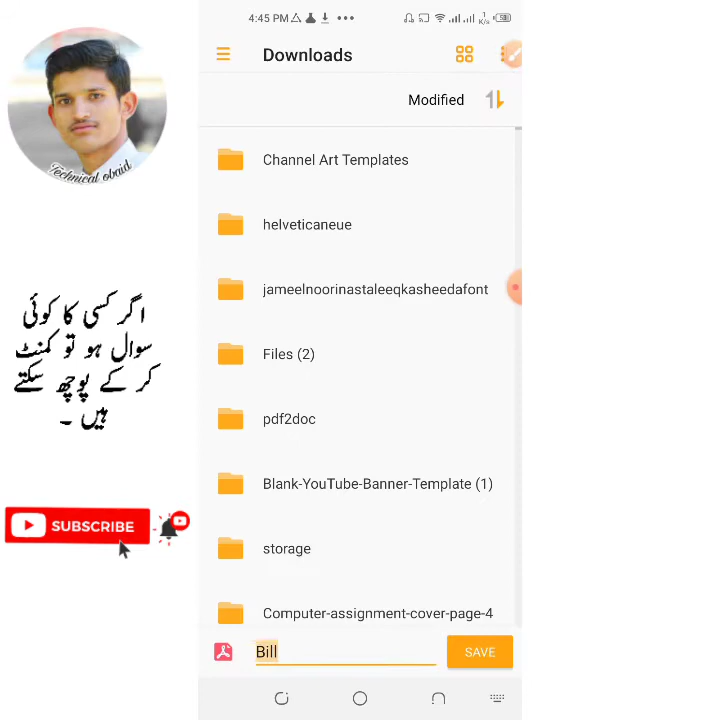 Technical obaid
اگر کسی کا کوئی
سوال ہو تو کمنٹ
کر کے پوچھ سکتے
ہیں ۔
SUBSCRIBE
4:45 PM
1
K/s
58
Downloads
Modified
Channel Art Templates
helveticaneue
jameelnoorinastaleeqkasheedafont
Files (2)
pdf2doc
Blank-YouTube-Banner-Template (1)
storage
Computer-assignment-cover-page-4
Bill
SAVE